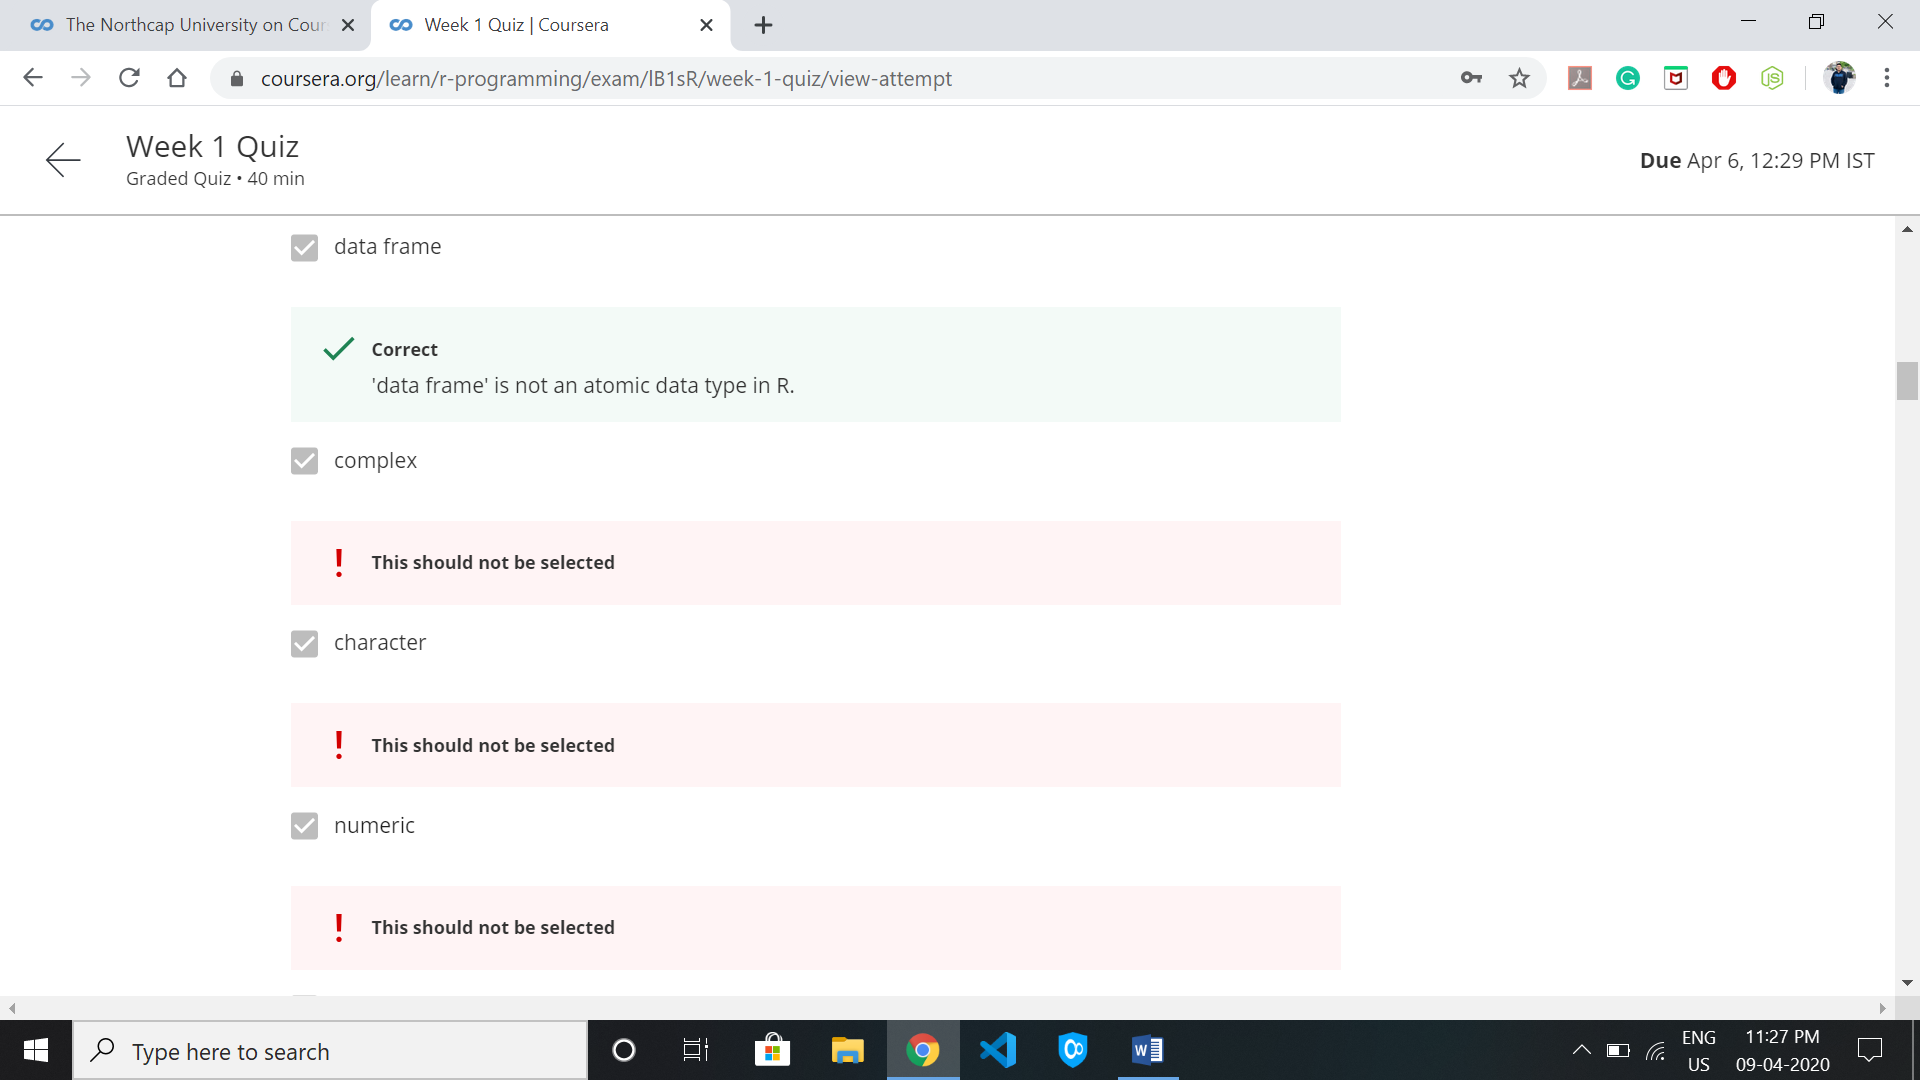 The Northcap University on Cour
Week 1 Quiz | Coursera
coursera.org/learn/r-programming/exam/lB1sR/week-1-quiz/view-attempt
Week 1 Quiz
Graded Quiz • 40 min
Due Apr 6, 12:29 PM IST
data frame
Correct
'data frame' is not an atomic data type in R.
complex
This should not be selected
character
This should not be selected
numeric
This should not be selected
Type here to search
ENG
US
11:27 PM
09-04-2020